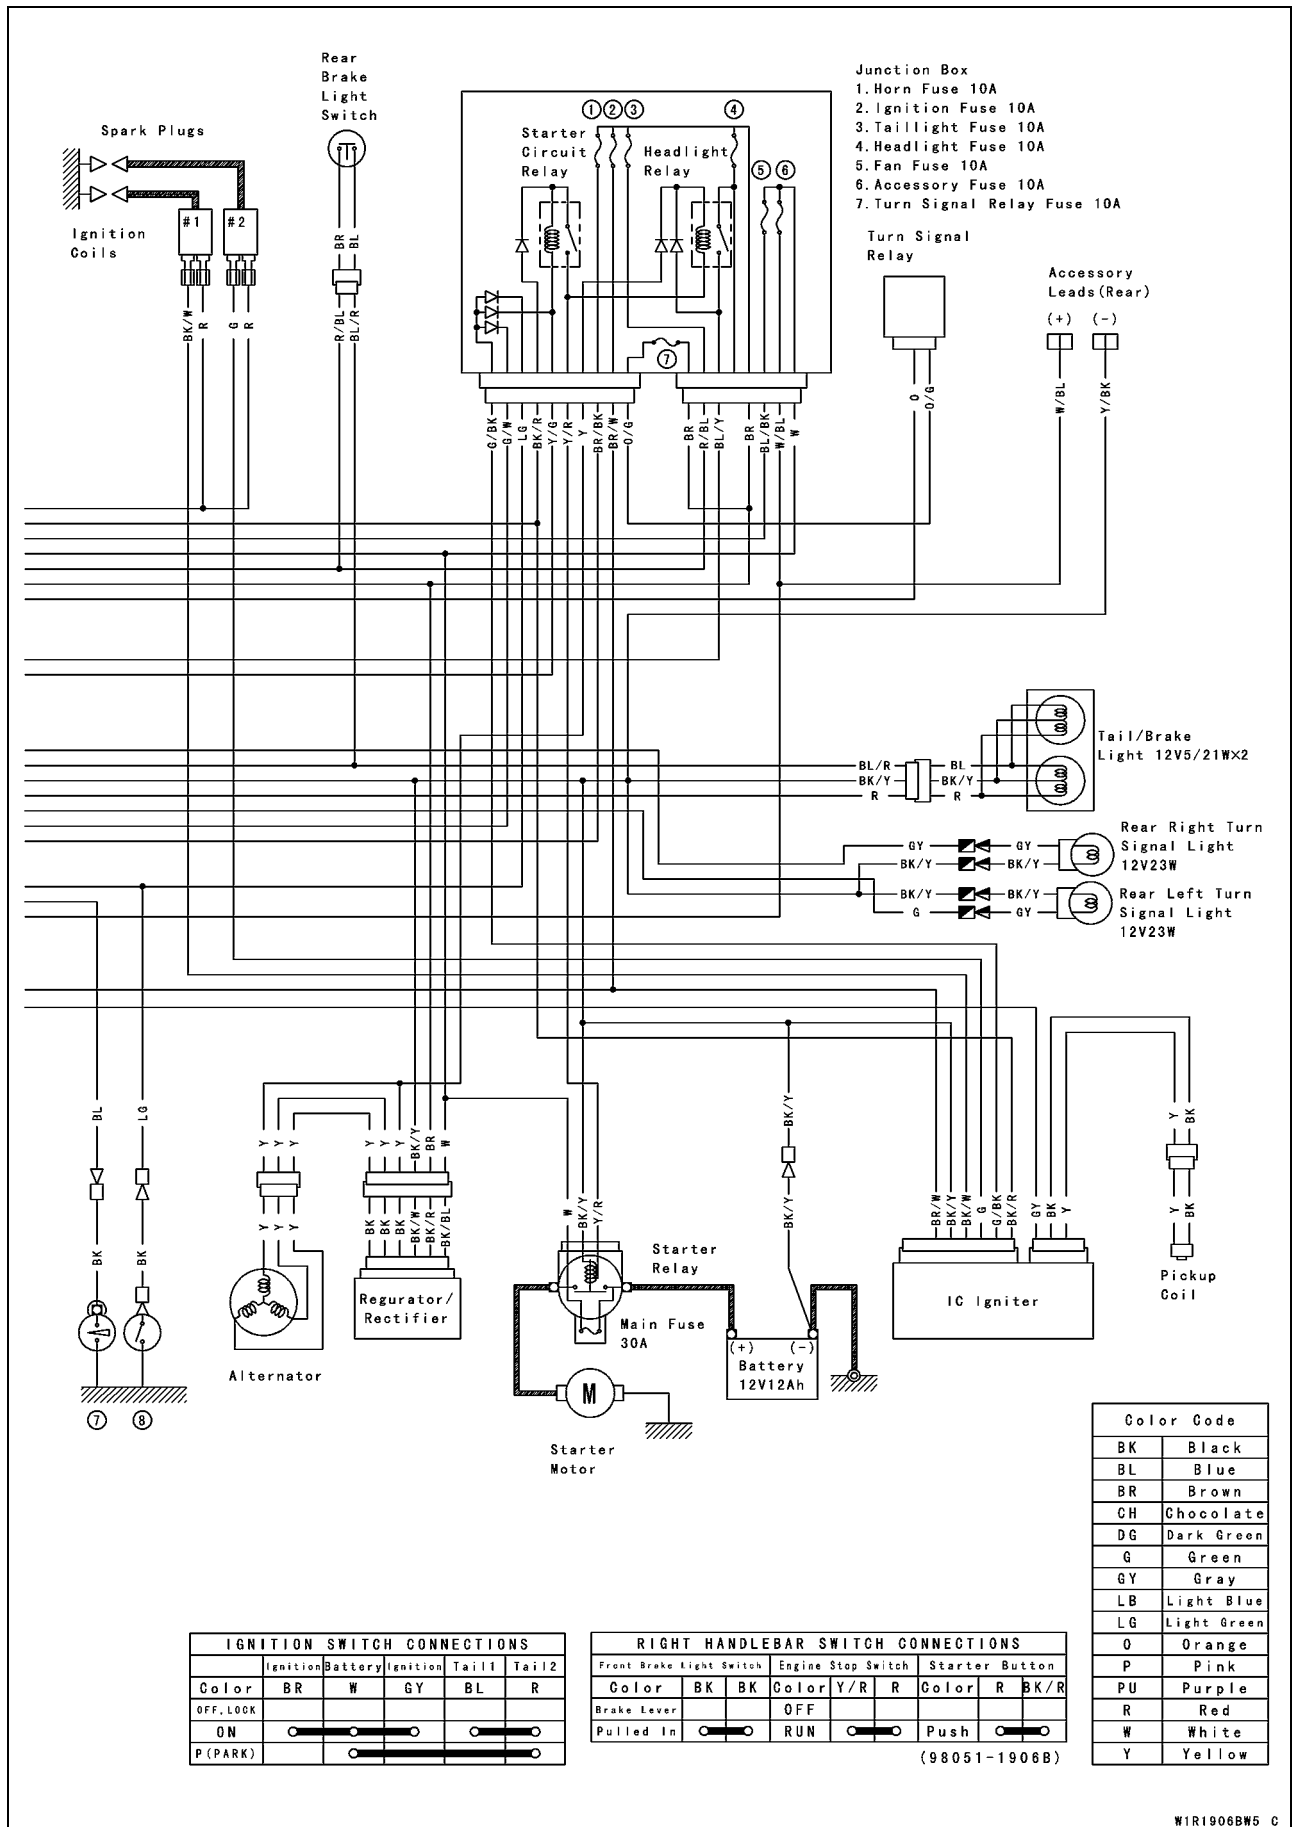 Rear
Brake
Light
Switch
Spark Plugs
Ignition
Coils
#1 #2
BK/W R G R
BR BL
R/BL BL/R
Starter
Circuit
Relay
Headlight
Relay
① ② ③ ④ ⑤ ⑥ ⑦
Junction Box
1.Horn Fuse 10A
2.Ignition Fuse 10A
3.Taillight Fuse 10A
4.Headlight Fuse 10A
5.Fan Fuse 10A
6.Accessory Fuse 10A
7.Turn Signal Relay Fuse 10A
Turn Signal
Relay
Accessory
Leads(Rear)
(+) (-)
O O/G W/BL Y/BK
G/BK G/W LG BK/R Y/G Y/R Y BR/BK BR/W O/G
BR R/BL BL/Y BR BL/BK W/BL W
BL/R BL
BK/Y BK/Y
R R
Tail/Brake
Light 12V5/21W×2
GY GY
BK/Y BK/Y
Rear Right Turn
Signal Light
12V23W
BK/Y BK/Y
G GY
Rear Left Turn
Signal Light
12V23W
BL LG
BK BK
⑦ ⑧
Y Y Y
Y Y Y
Alternator
Y Y Y BK/Y BR W
BK BK BK BK/W BK/R BK/BL
Regurator/
Rectifier
W BK/Y Y/R
Starter
Relay
Main Fuse
30A
M
Starter
Motor
BK/Y
BK/Y
(+) (-)
Battery
12V12Ah
BR/W BK/Y BK/W G G/BK BK/R GY BK Y
IC Igniter
Y BK
Y BK
Pickup
Coil
Color Code
BK Black
BL Blue
BR Brown
CH Chocolate
DG Dark Green
G Green
GY Gray
LB Light Blue
LG Light Green
O Orange
P Pink
PU Purple
R Red
W White
Y Yellow
IGNITION SWITCH CONNECTIONS
Ignition Battery Ignition Tail1 Tail2
Color BR W GY BL R
OFF,LOCK
ON
P(PARK)
RIGHT HANDLEBAR SWITCH CONNECTIONS
Front Brake Light Switch Engine Stop Switch Starter Button
Color BK BK Color Y/R R Color R BK/R
Brake Lever OFF
Pulled In RUN Push
(98051-1906B)
W1R1906BW5 C